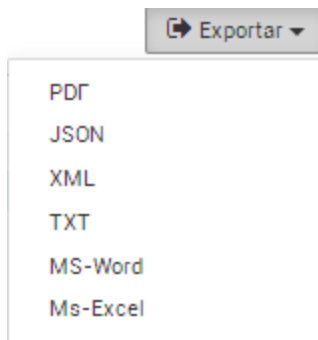 Exportar
PDF
JSON
XML
TXT
MS-Word
Ms-Excel